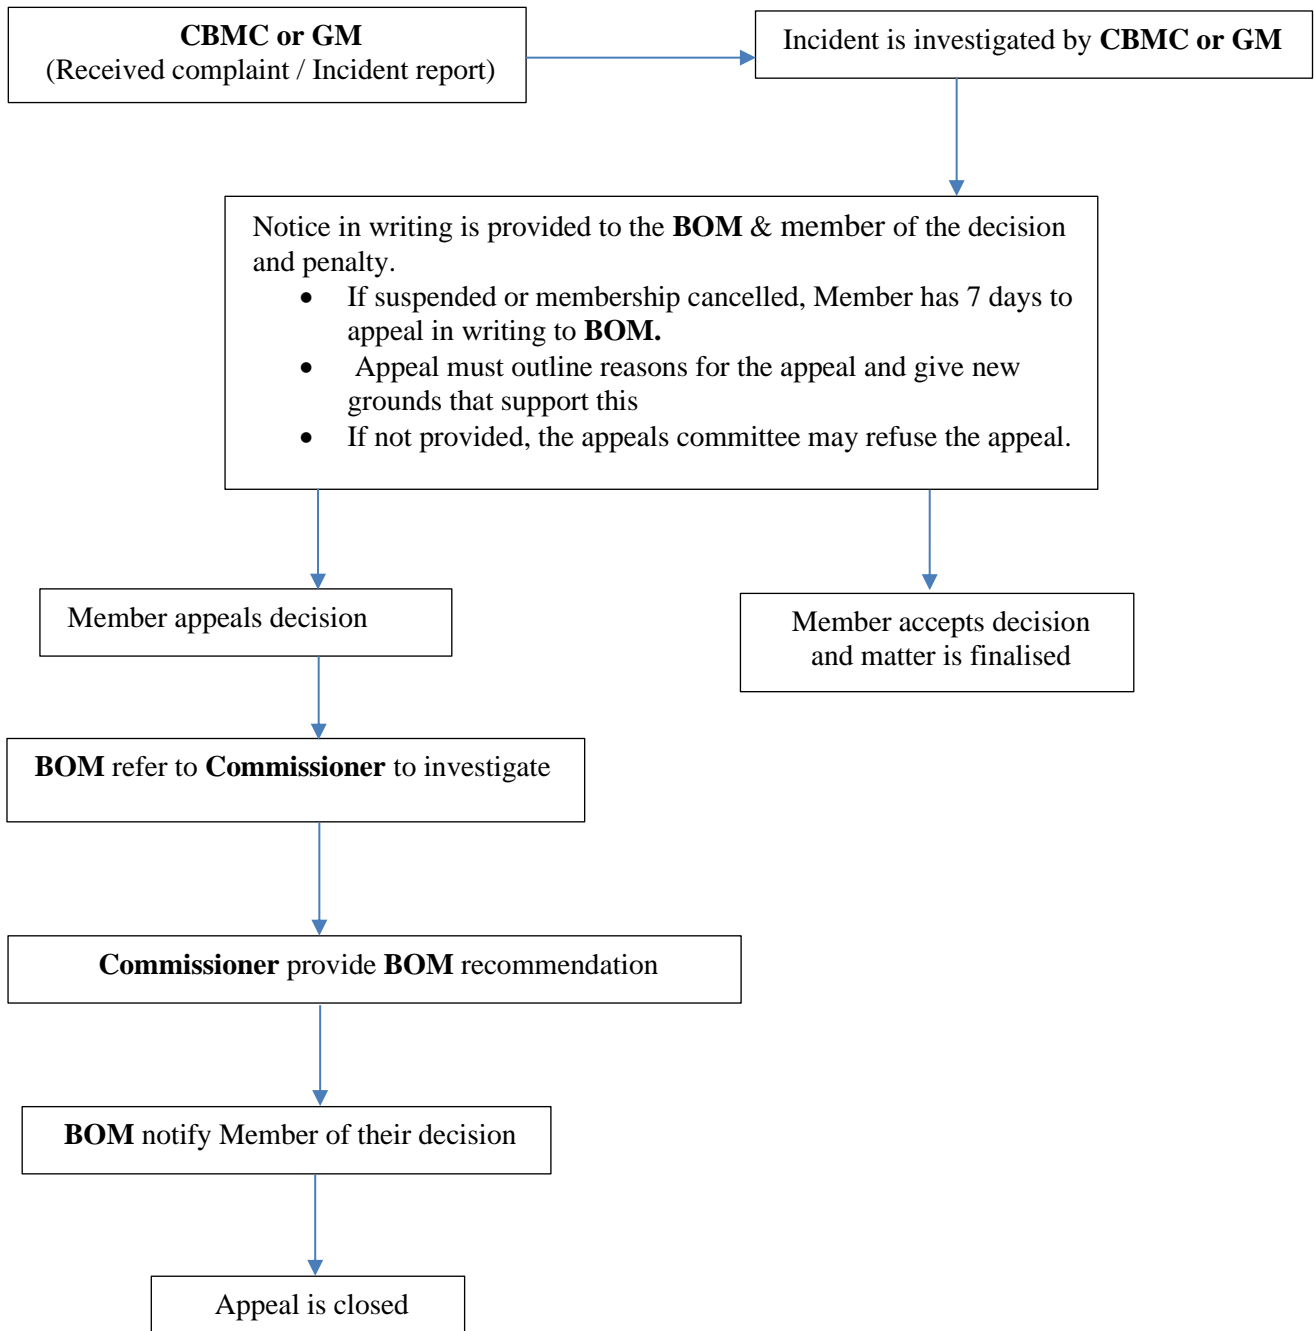 CBMC or GM
(Received complaint / Incident report)
Incident is investigated by CBMC or GM
Notice in writing is provided to the BOM & member of the decision
and penalty.
• If suspended or membership cancelled, Member has 7 days to
appeal in writing to BOM.
• Appeal must outline reasons for the appeal and give new
grounds that support this
• If not provided, the appeals committee may refuse the appeal.
Member appeals decision
Member accepts decision
and matter is finalised
BOM refer to Commissioner to investigate
Commissioner provide BOM recommendation
BOM notify Member of their decision
Appeal is closed